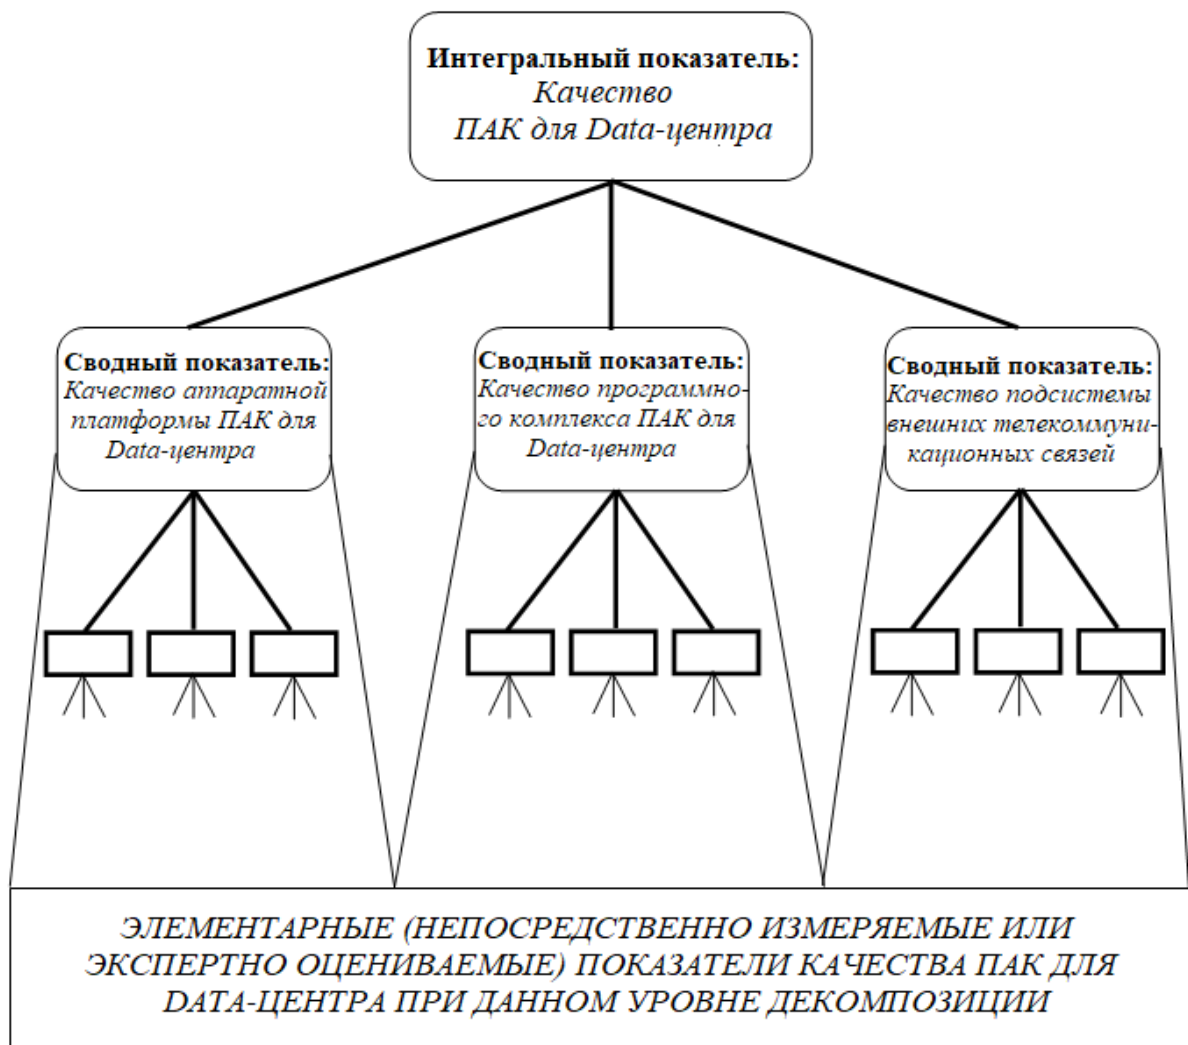 Интегральный показатель:
Качество
ПАК для Data-центра
Сводный показатель:
Качество аппаратной
платформы ПАК для
Data-центра
Сводный показатель:
Качество программно-
го комплекса ПАК для
Data-центра
Сводный показатель:
Качество подсистемы
внешних телекоммуни-
кационных связей
ЭЛЕМЕНТАРНЫЕ (НЕПОСРЕДСТВЕННО ИЗМЕРЯЕМЫЕ ИЛИ
ЭКСПЕРТНО ОЦЕНИВАЕМЫЕ) ПОКАЗАТЕЛИ КАЧЕСТВА ПАК ДЛЯ
DATA-ЦЕНТРА ПРИ ДАННОМ УРОВНЕ ДЕКОМПОЗИЦИИ